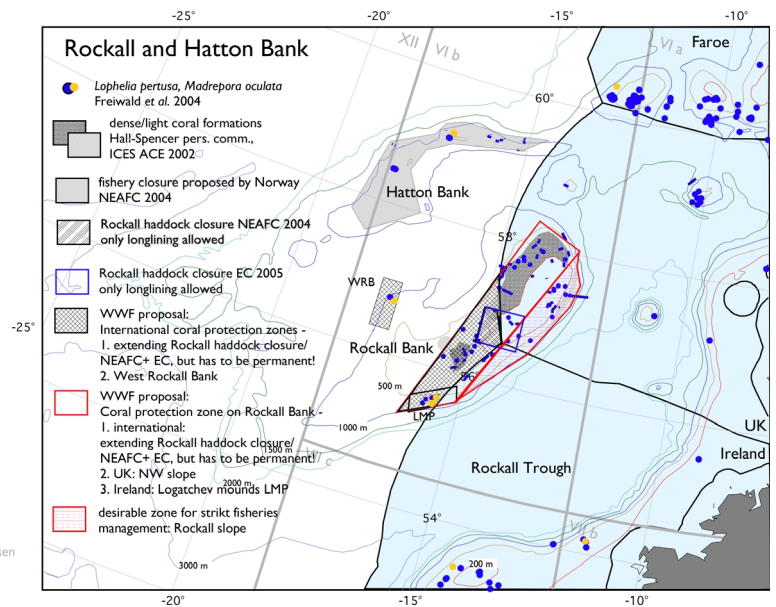 -25°
-20°
-15°
-10°
Rockall and Hatton Bank
Lophelia pertusa, Madrepora oculata
Freiwald et al. 2004
dense/light coral formations
Hall-Spencer pers. comm.,
ICES ACE 2002
fishery closure proposed by Norway
NEAFC 2004
Rockall haddock closure NEAFC 2004
only longlining allowed
Rockall haddock closure EC 2005
only longlining allowed
WWF proposal:
International coral protection zones -
1. extending Rockall haddock closure/
NEAFC+ EC, but has to be permanent!
2. West Rockall Bank
WWF proposal:
Coral protection zone on Rockall Bank -
1. international:
extending Rockall haddock closure/
NEAFC+ EC, but has to be permanent!
2. UK: NW slope
3. Ireland: Logatchev mounds LMP
desirable zone for strikt fisheries
management: Rockall slope
XII
VI b
VI a
Faroe
60°
Hatton Bank
58°
WRB
-25°
Rockall Bank
56°
500 m
LMP
1000 m
1500 m
2000 m
3000 m
UK
Ireland
Rockall Trough
54°
VII b
200 m
sen
-20°
-15°
-10°